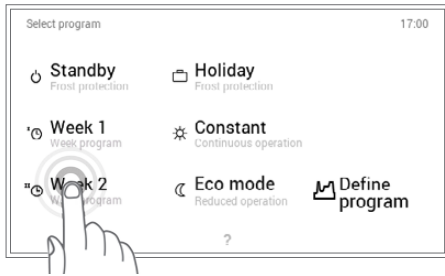 Select program 17:00
Standby
Frost protection
Holiday
Frost protection
Week 1
Week program
Constant
Continuous operation
Week 2
program
Eco mode
Reduced operation
Define
program
?